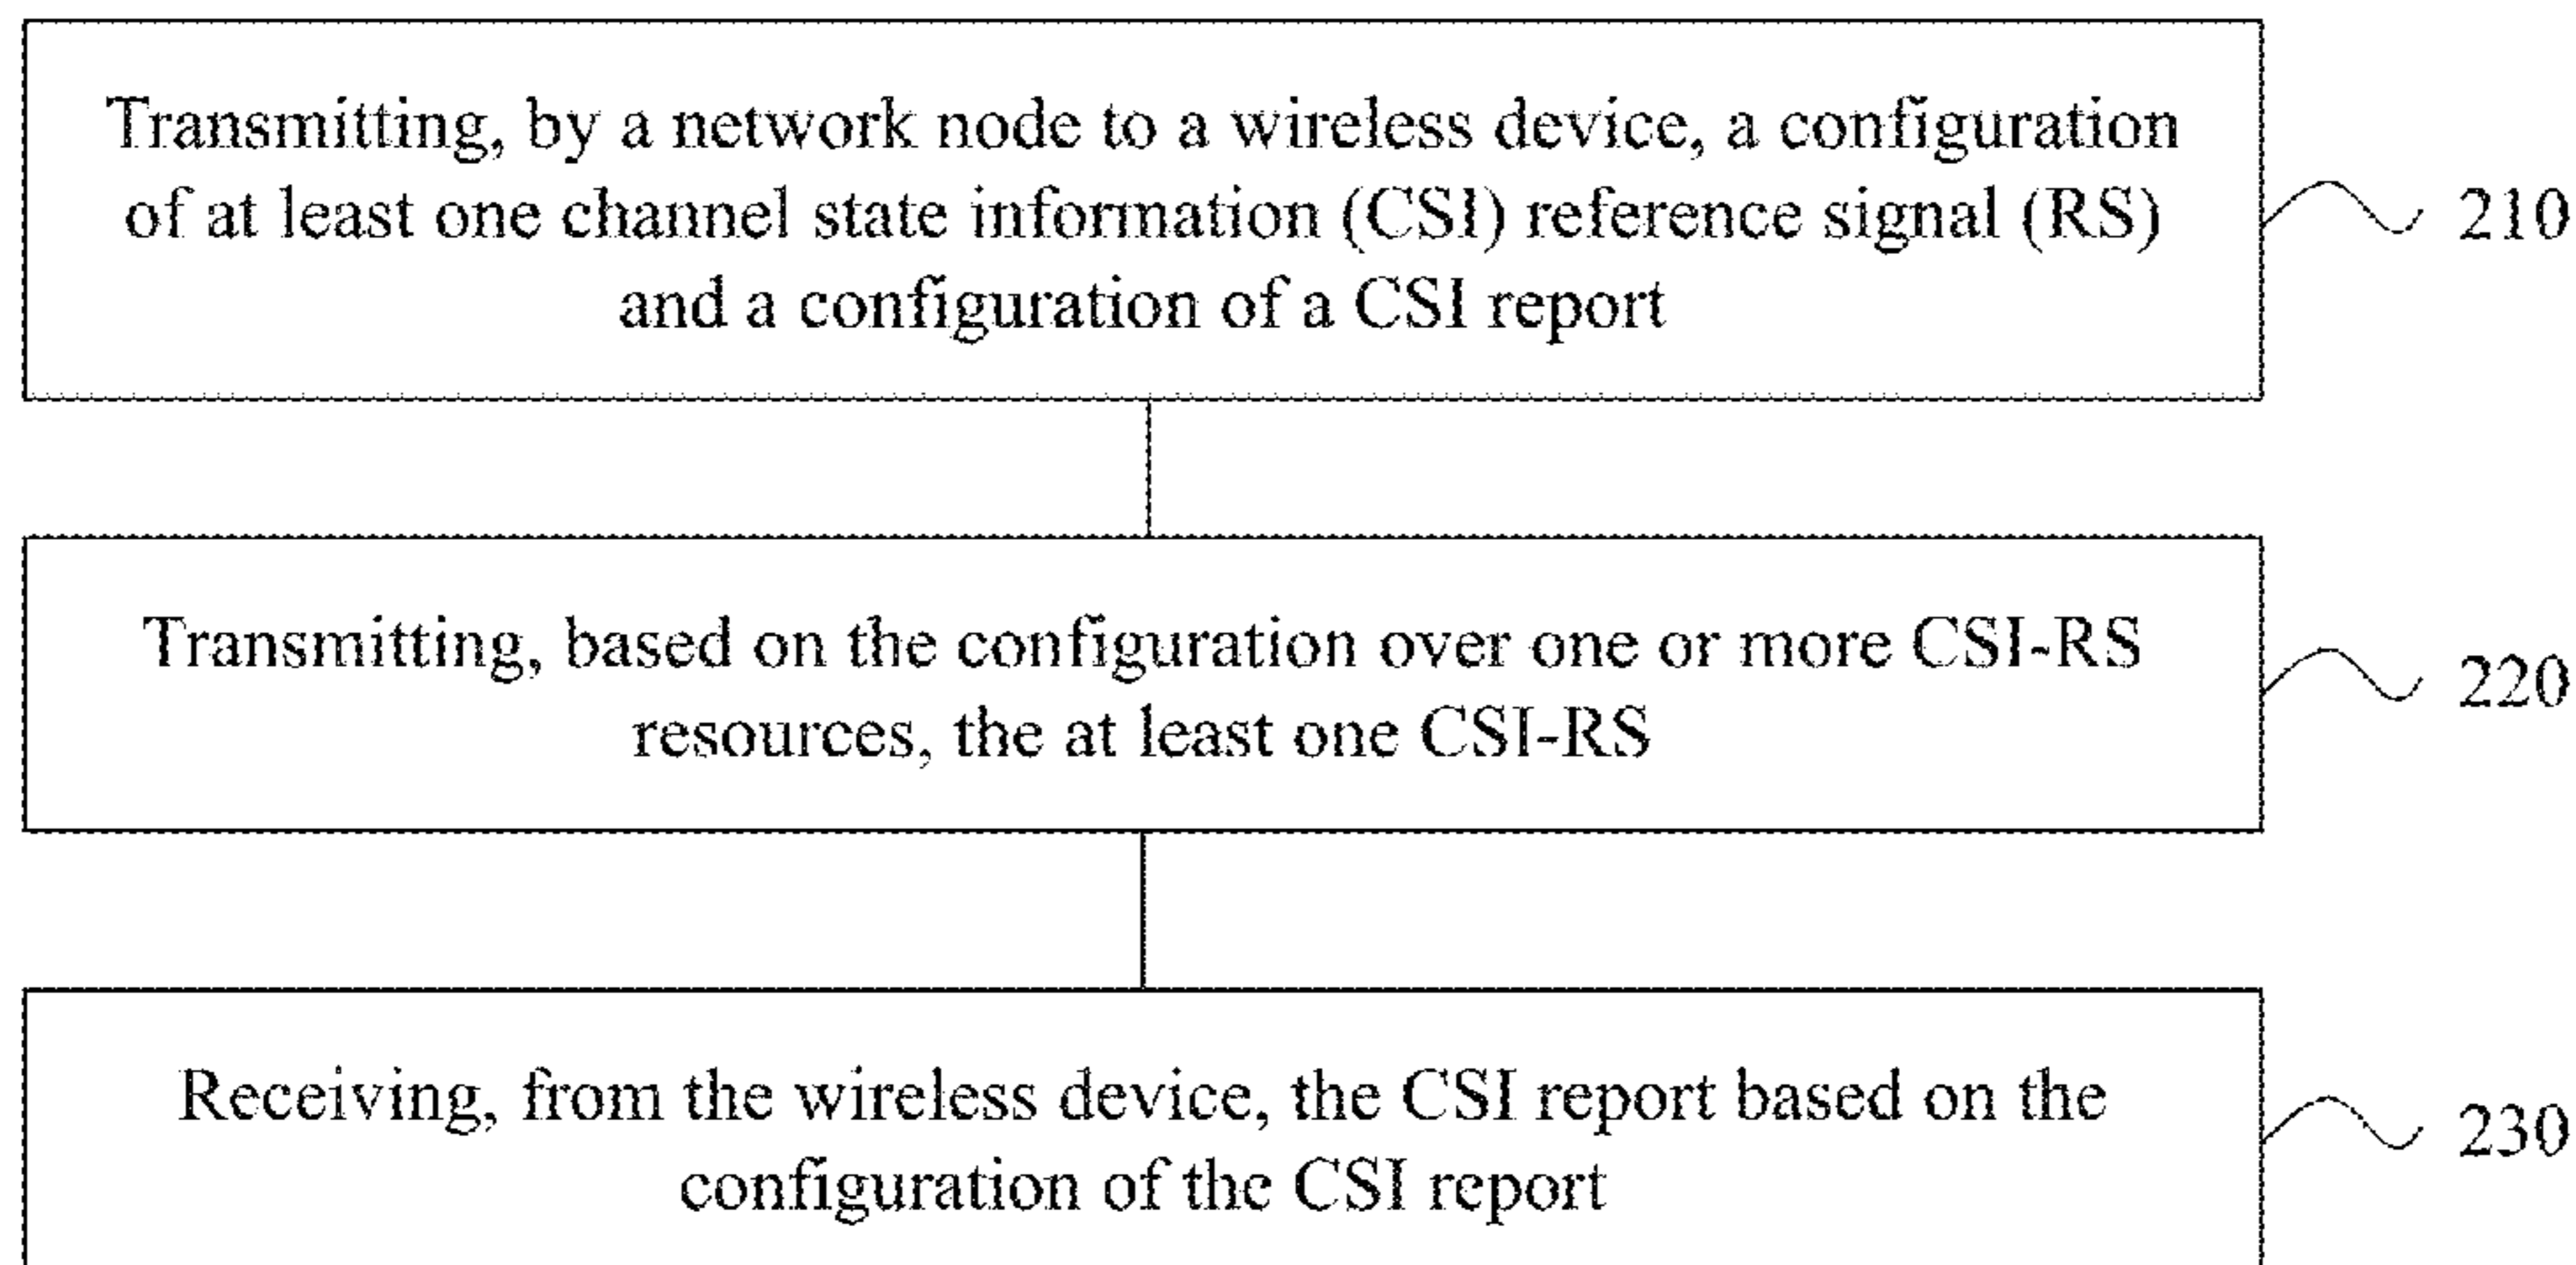 Transmitting, by a network node to a wireless device, a configuration
of at least one channel state information (CSI) reference signal (RS)
and a configuration of a CSI report
210
Transmitting, based on the configuration over one or more CSI-RS
resources, the at least one CSI-RS
220
Receiving, from the wireless device, the CSI report based on the
configuration of the CSI report
230